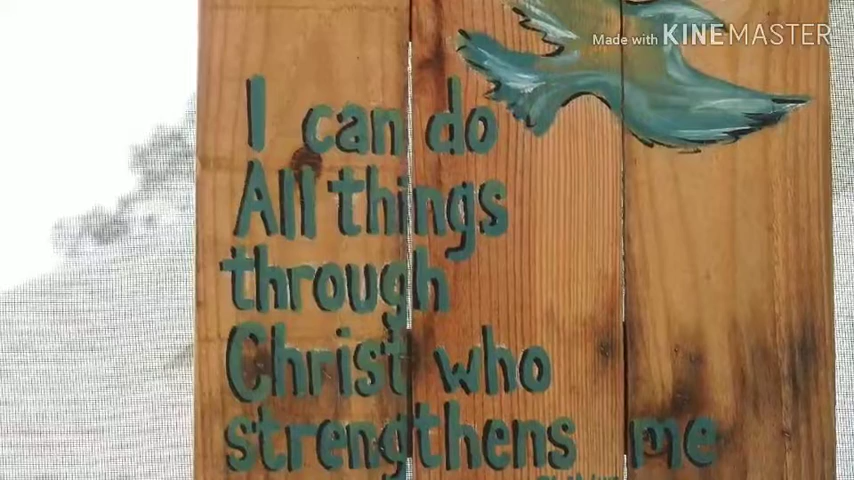 Made with KINEMASTER
I can do
All things
through
Christ who
strengthens me